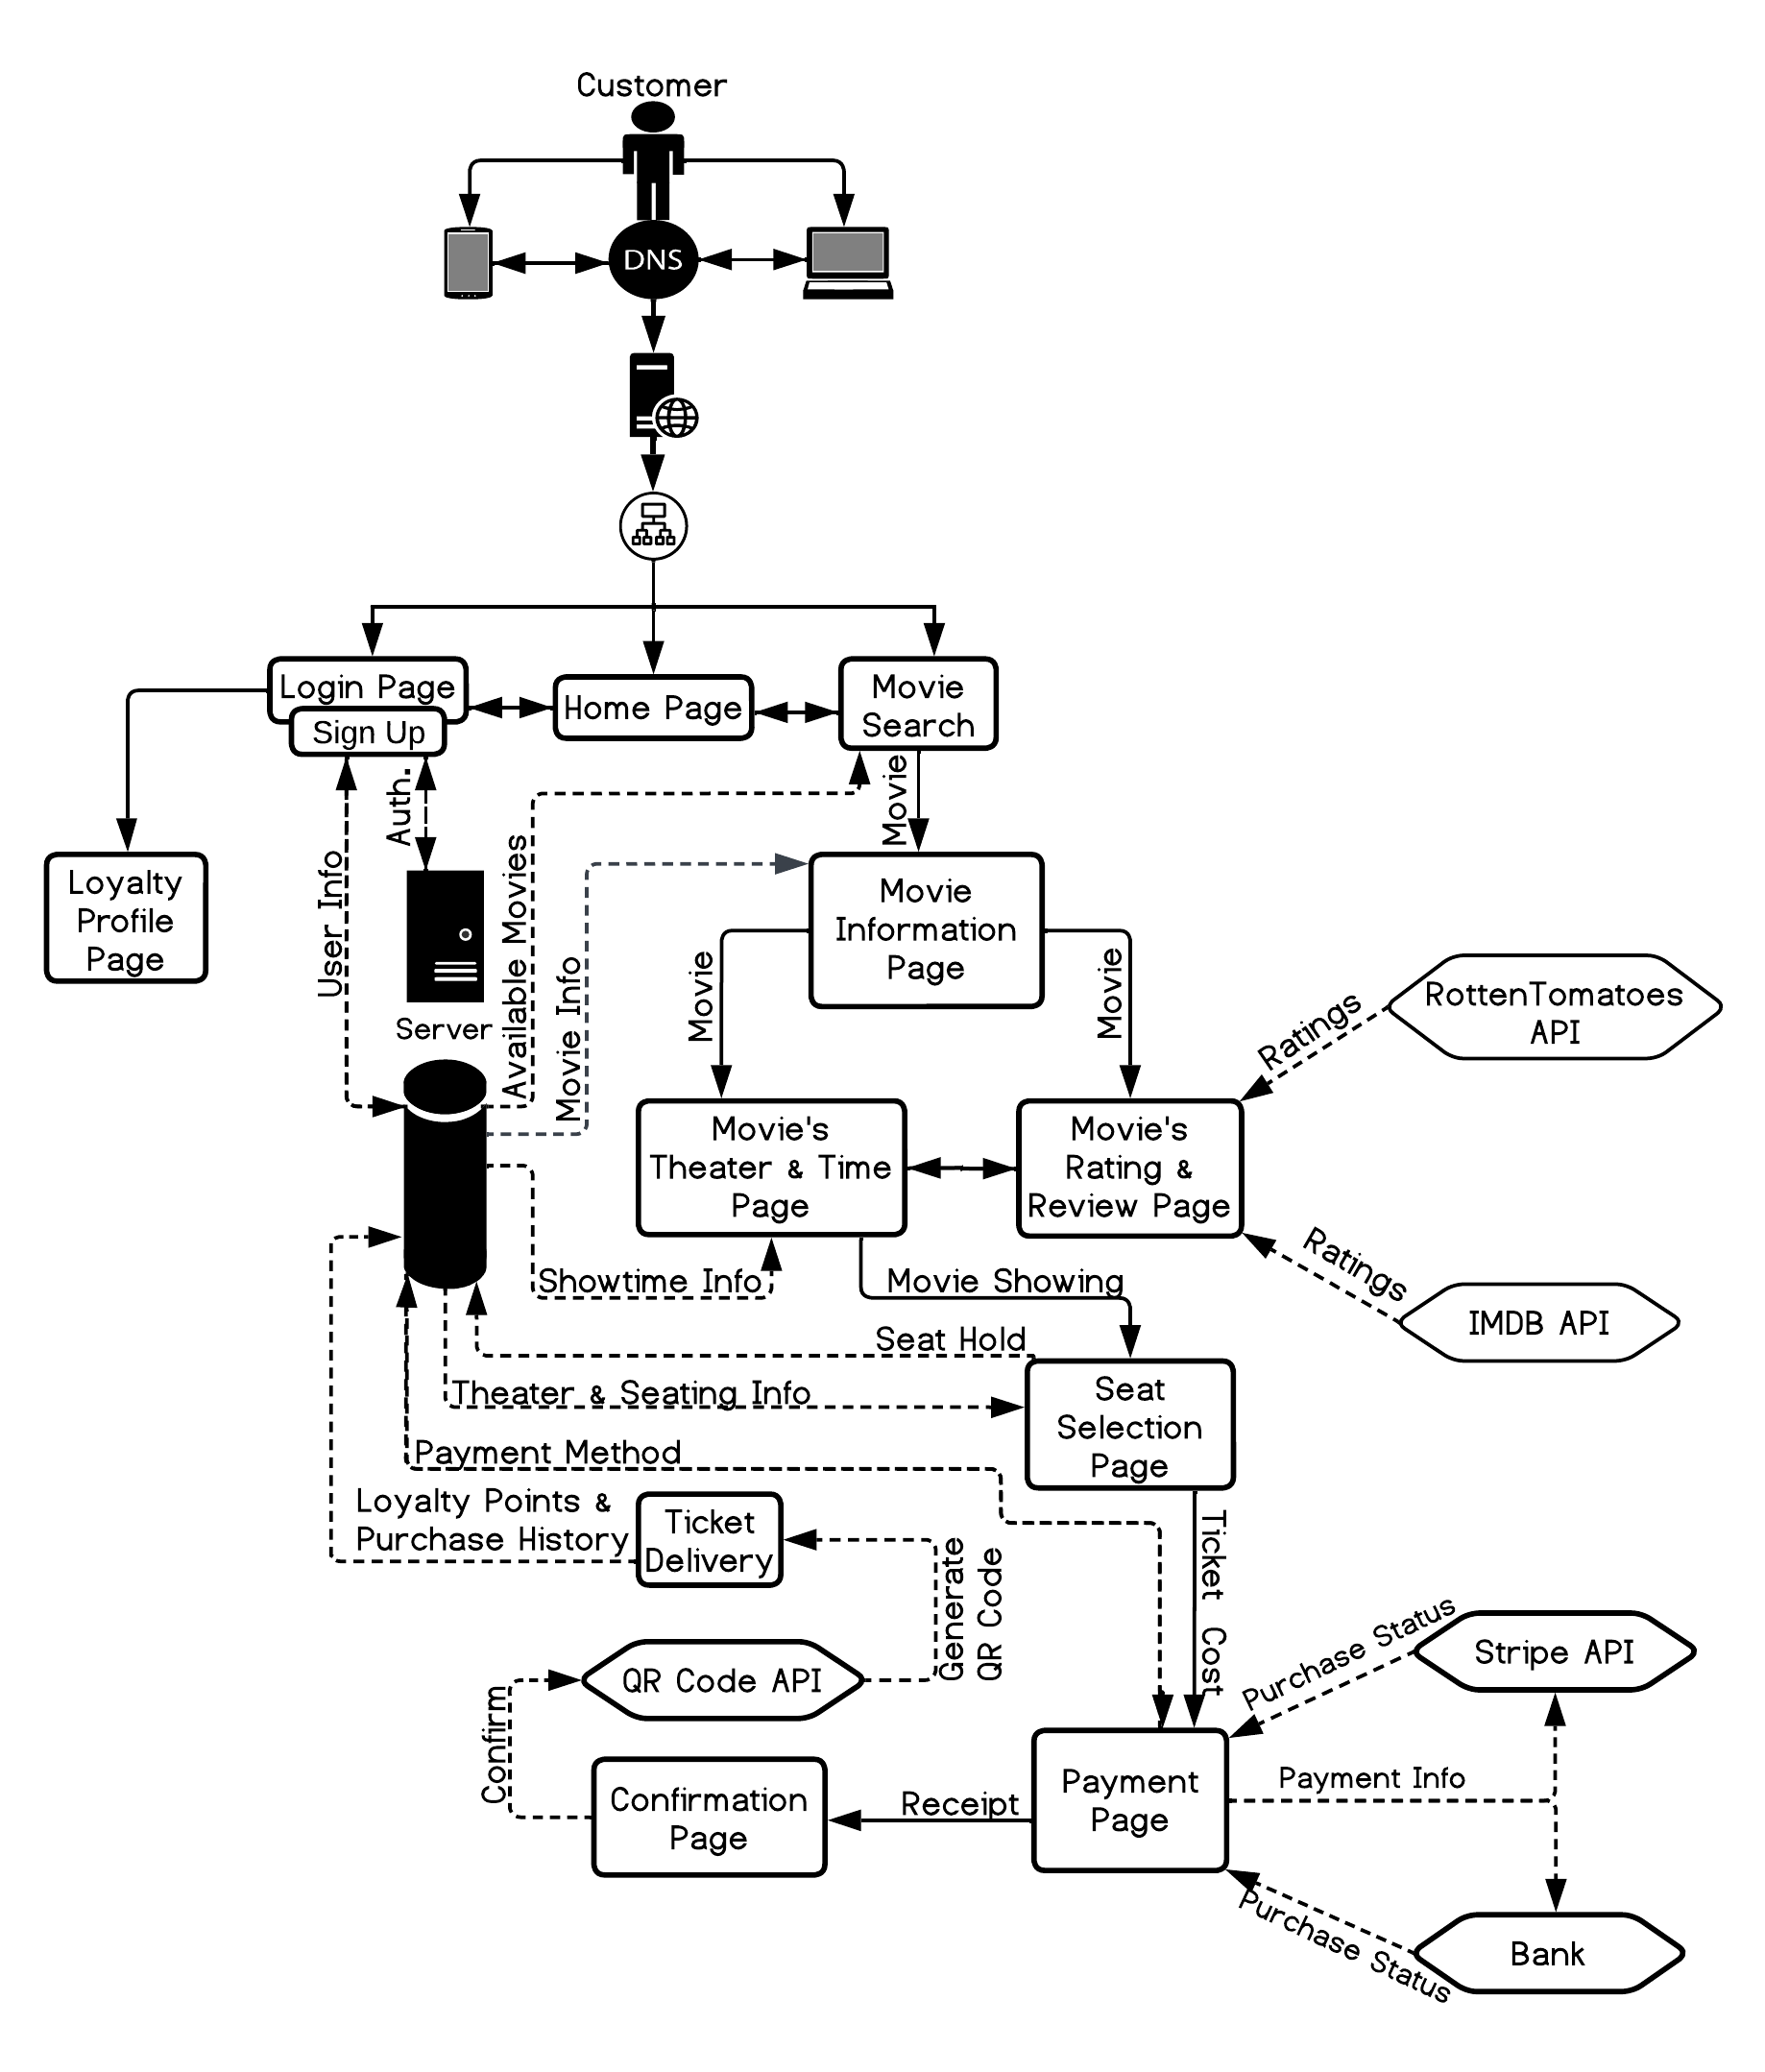 Customer
DNS
Login Page
Sign Up
Home Page
Movie
Search
Movie
Auth.
User Info
Available Movies
Movie Info
Loyalty
Profile
Page
Server
Movie
Information
Page
Movie
Movie
RottenTomatoes
API
Ratings
Movie's
Theater & Time
Page
Movie's
Rating &
Review Page
Ratings
IMDB API
Showtime Info
Movie Showing
Seat Hold
Theater & Seating Info
Seat
Selection
Page
Payment Method
Loyalty Points &
Purchase History
Ticket
Delivery
Generate
QR Code
Ticket Cost
QR Code API
Confirm
Purchase Status
Stripe API
Confirmation
Page
Receipt
Payment
Page
Payment Info
Purchase Status
Bank